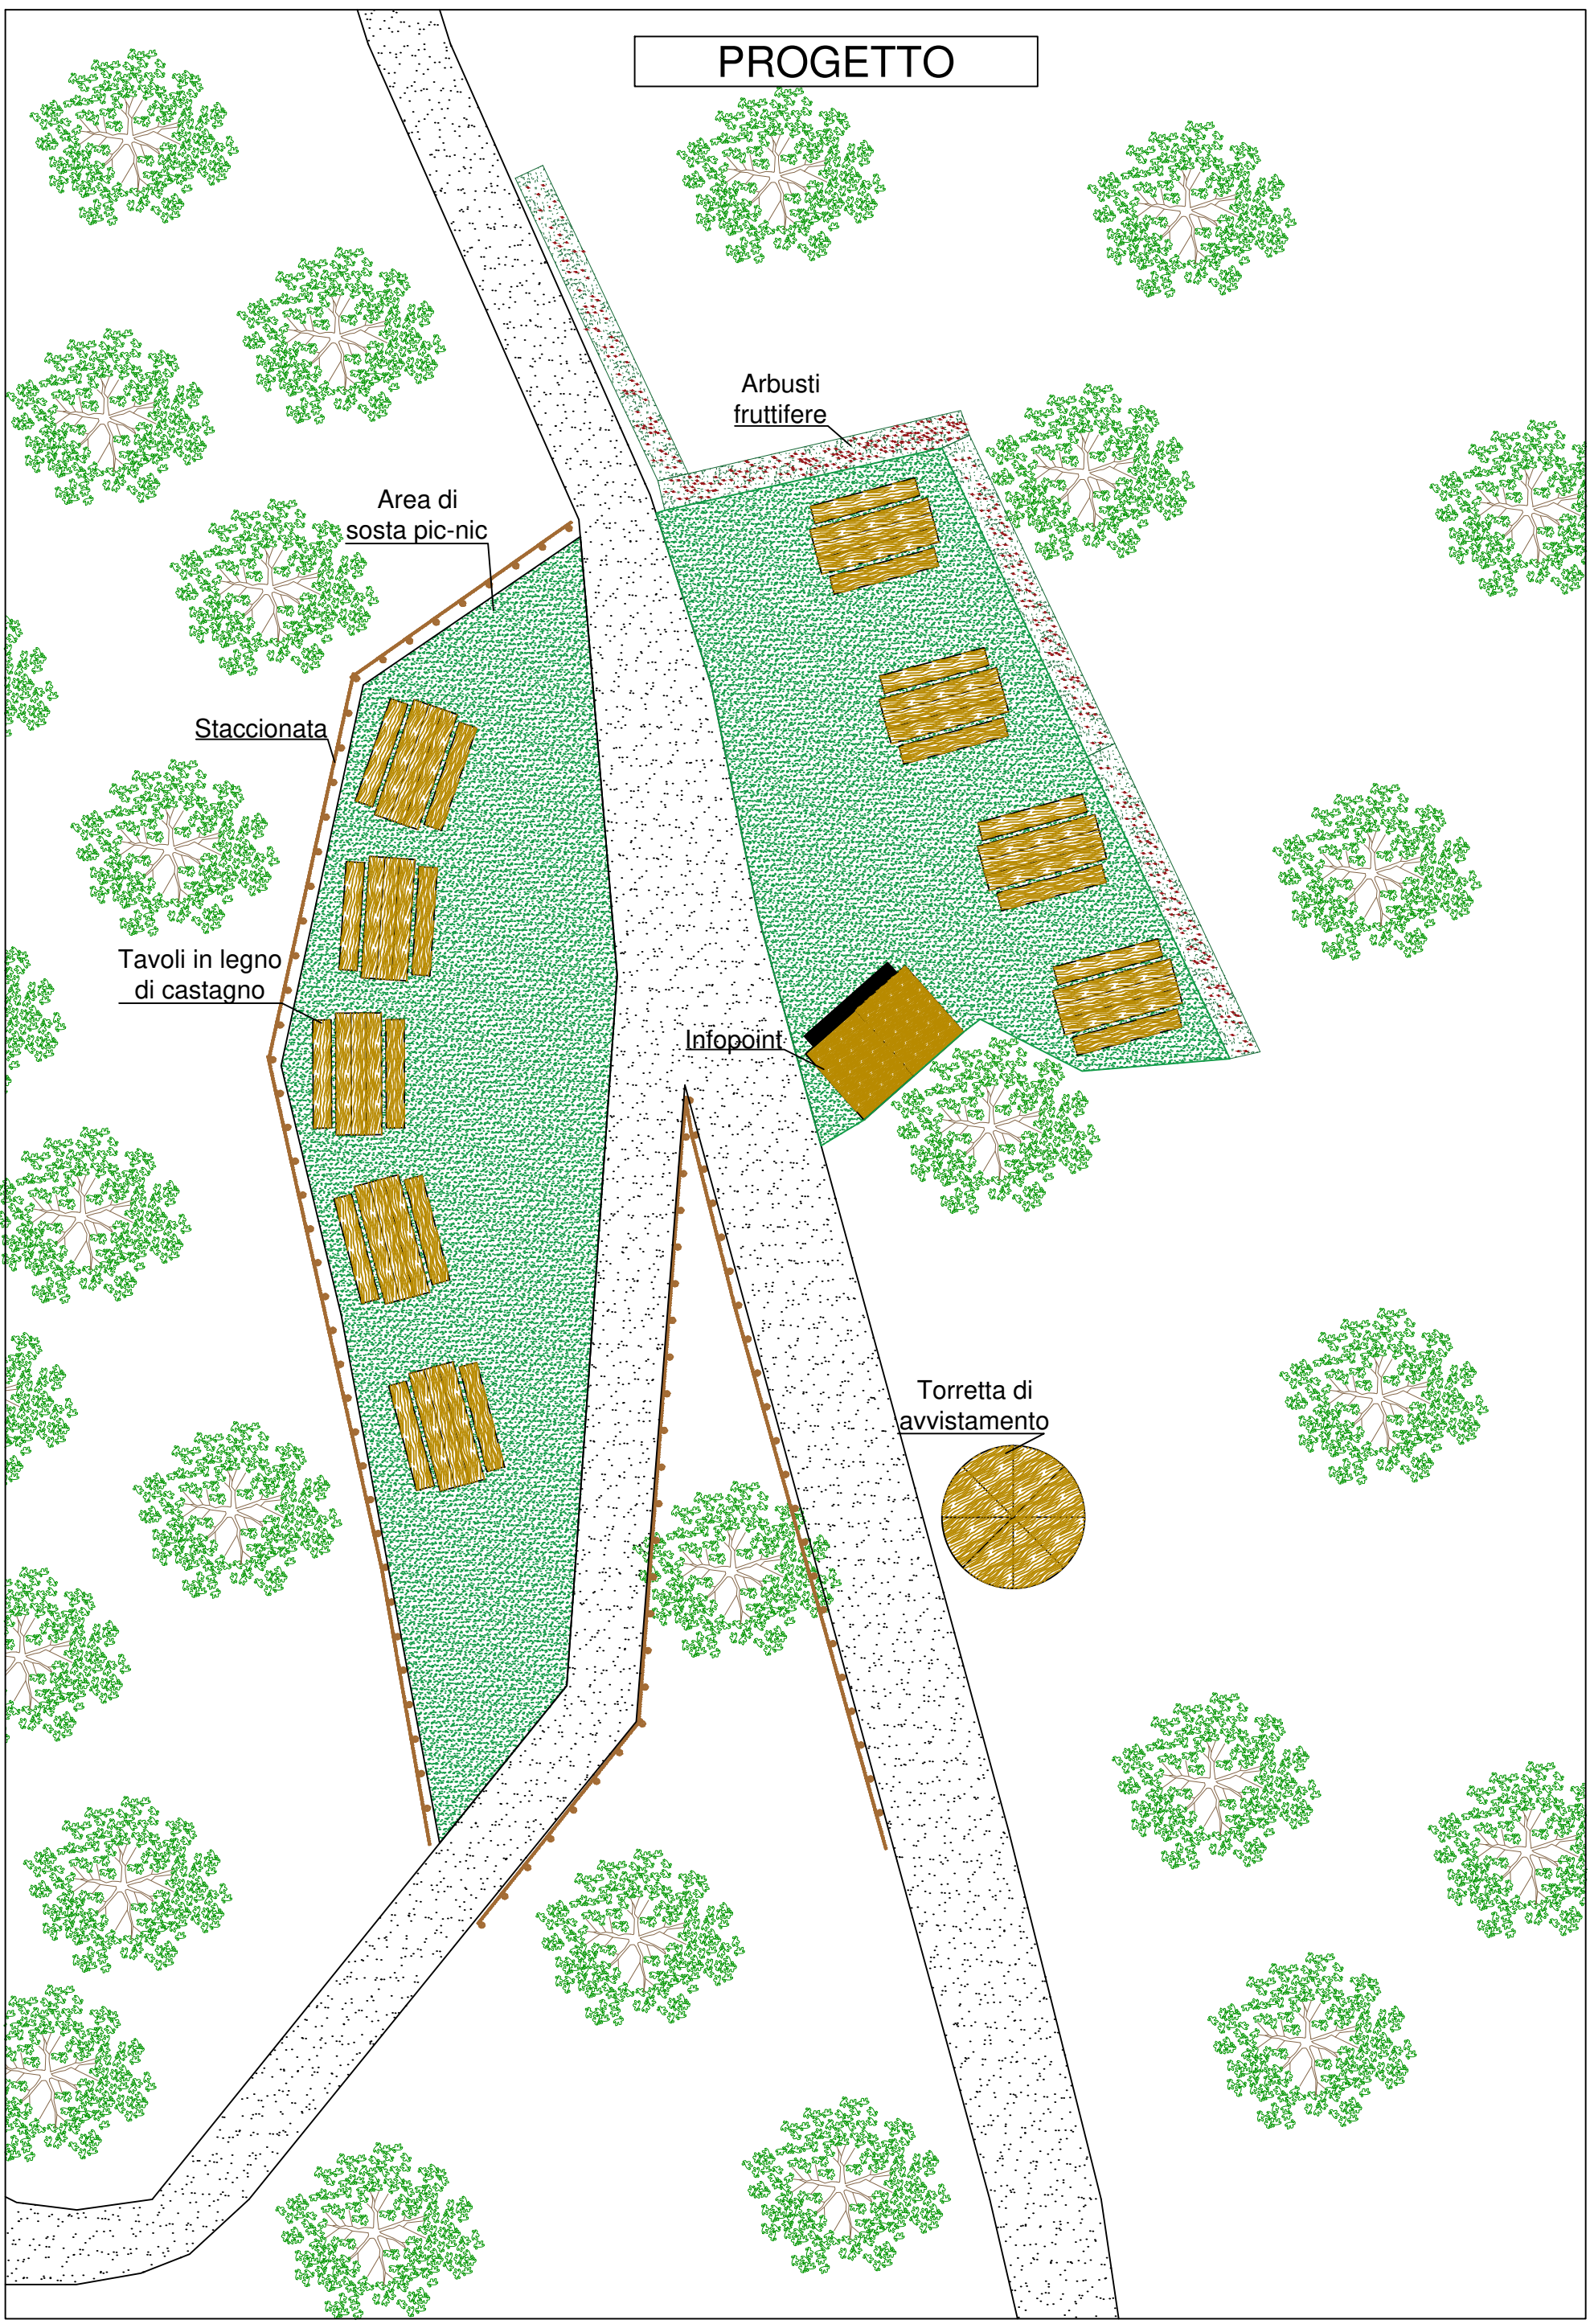 PROGETTO
Arbusti
fruttifere
Area di
sosta pic-nic
Staccionata
Tavoli in legno
di castagno
Infopoint
Torretta di
avvistamento